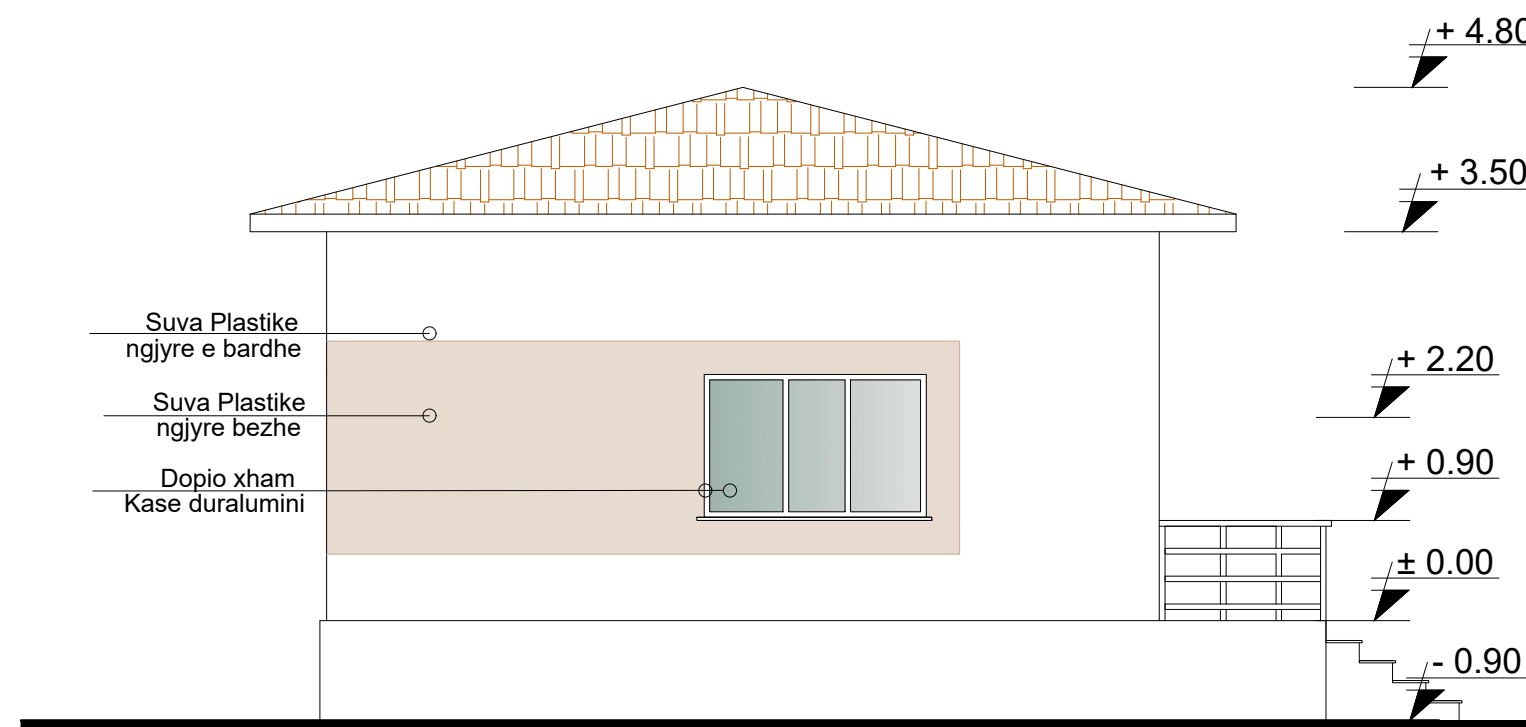 + 4.80
+ 3.50
Suva Plastike
ngjyre e bardhe
+ 2.20
Suva Plastike
ngjyre bezhe
+ 0.90
Dopio xham
Kase duralumini
± 0.00
- 0.90